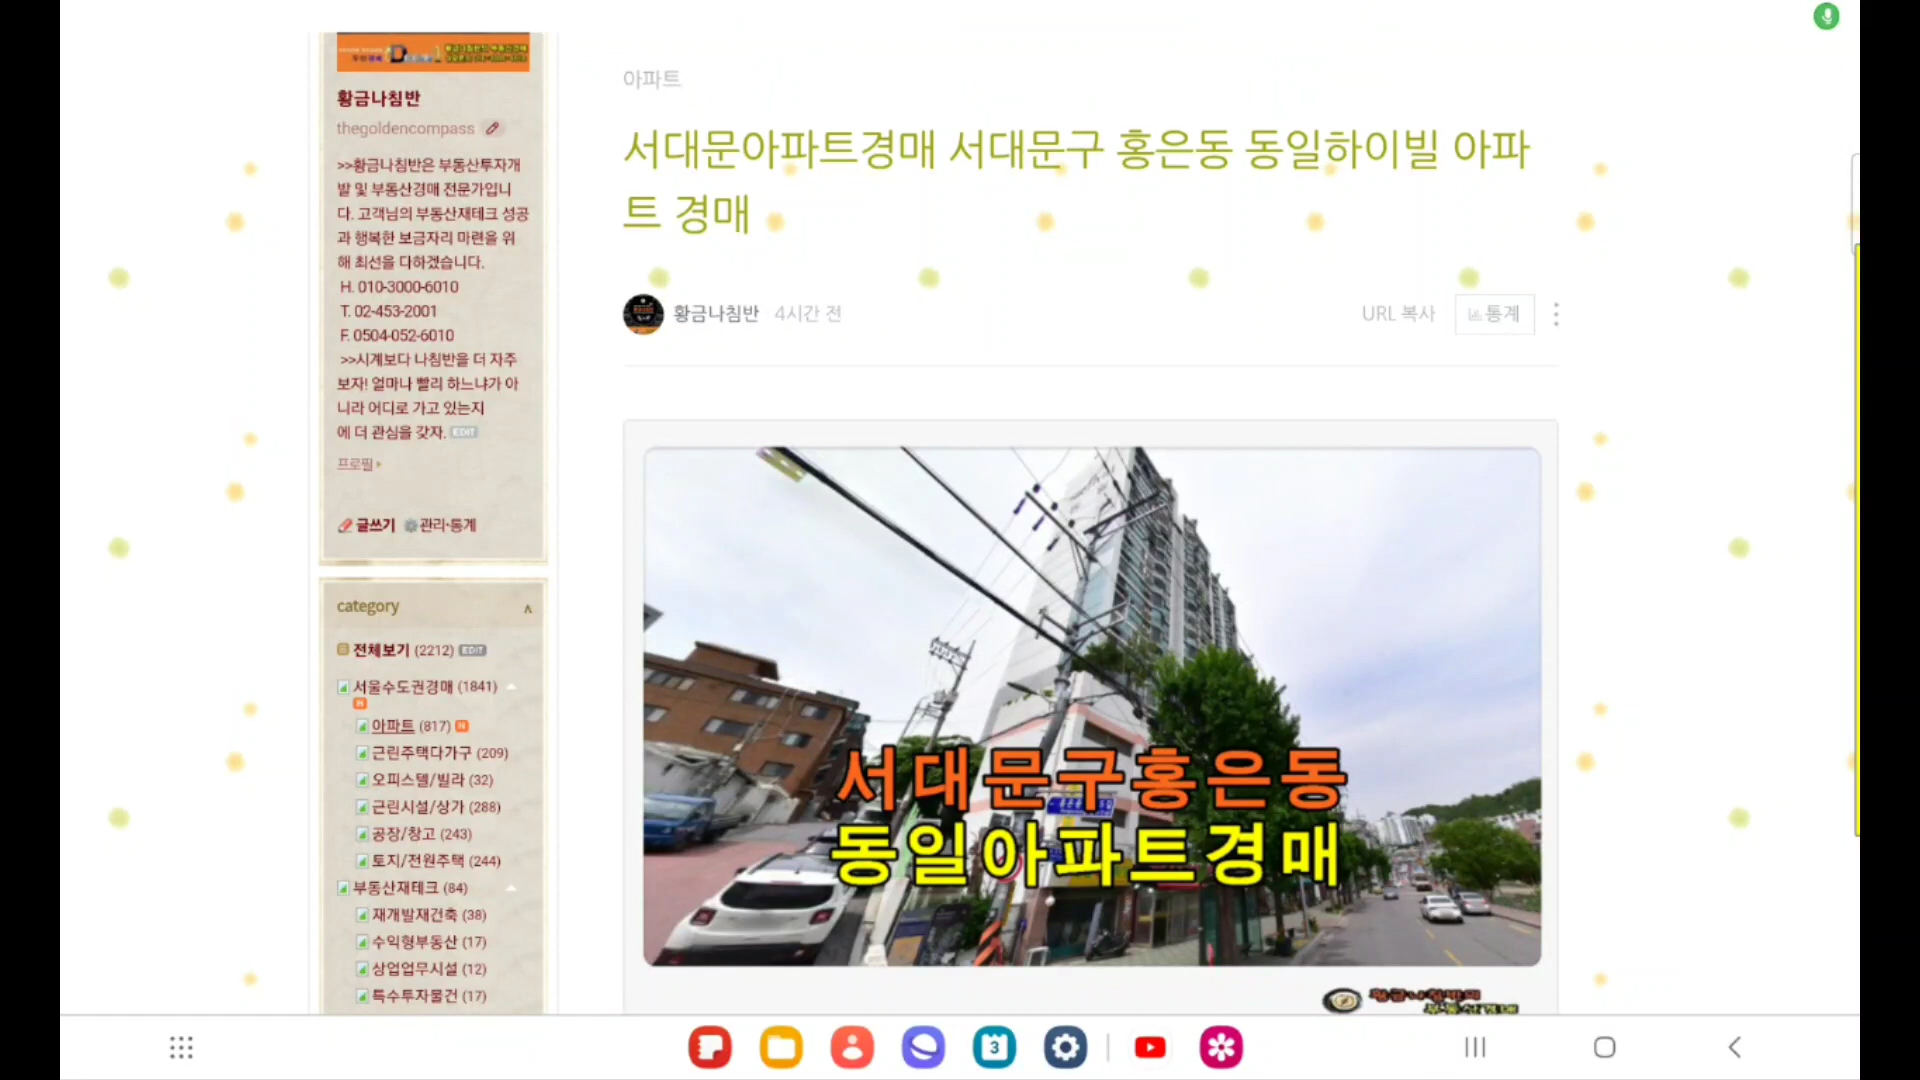 황금나침반
thegoldencompass
>>황금나침반은 부동산투자개
발 및 부동산경매 전문가입니
다. 고객님의 부동산재테크 성공
과 행복한 보금자리 마련을 위
해 최선을 다하겠습니다.
H. 010-3000-6010
T. 02-453-2001
F. 0504-052-6010
>>시계보다 나침반을 더 자주
보자! 얼마나 빨리 하느냐가 아
니라 어디로 가고 있는지
에 더 관심을 갖자. EDIT
프로필
글쓰기 관리·통계
category
전체보기 (2212) EDIT
서울수도권경매 (1841)
N
아파트 (817) N
근린주택다가구 (209)
오피스텔/빌라 (32)
근린시설/상가 (288)
공장/창고 (243)
토지/전원주택 (244)
부동산재테크 (84)
재개발재건축 (38)
수익형부동산 (17)
상업업무시설 (12)
특수투자물건 (17)
아파트
서대문아파트경매 서대문구 홍은동 동일하이빌 아파
트 경매
황금나침반 4시간 전
URL 복사 통계
서대문구홍은동
동일아파트경매
황금나침반의
부동산경매
3